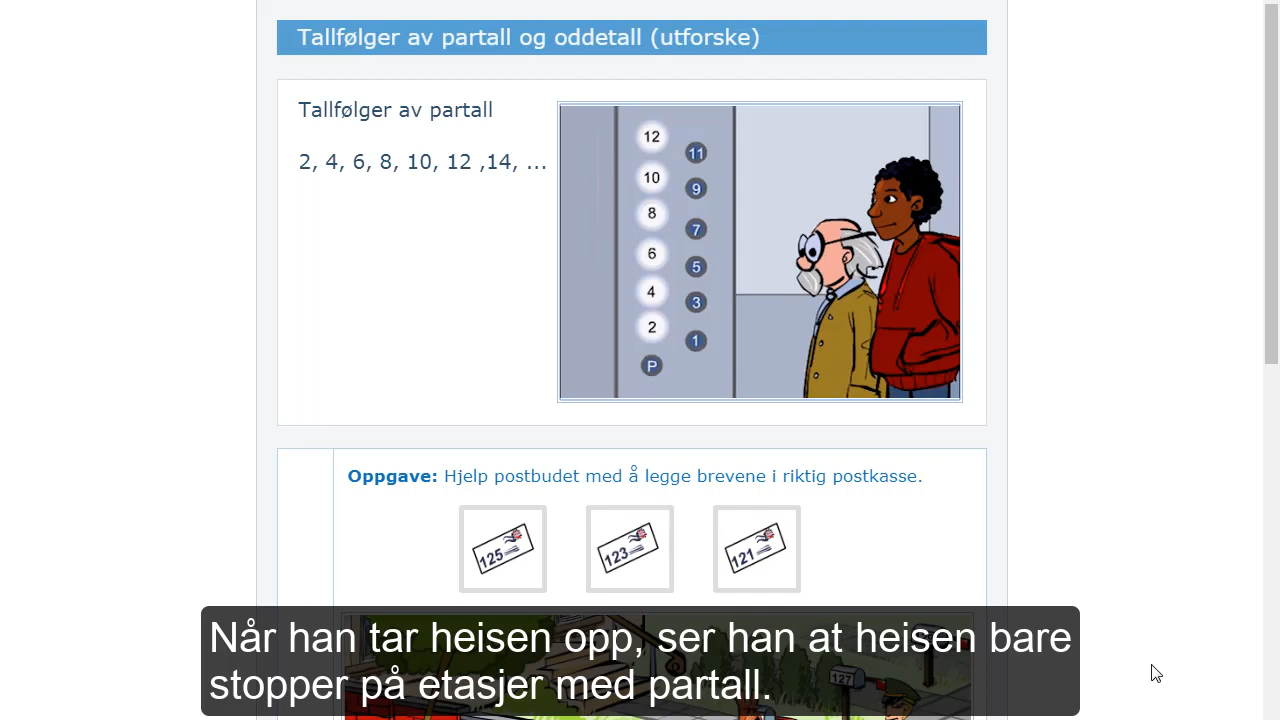 Tallfølger av partall og oddetall (utforske)
Tallfølger av partall
2, 4, 6, 8, 10, 12 ,14, ...
12
11
10
9
8
7
6
5
4
3
2
1
P
Oppgave: Hjelp postbudet med å legge brevene i riktig postkasse.
125
123
121
127
Når han tar heisen opp, ser han at heisen bare
stopper på etasjer med partall.